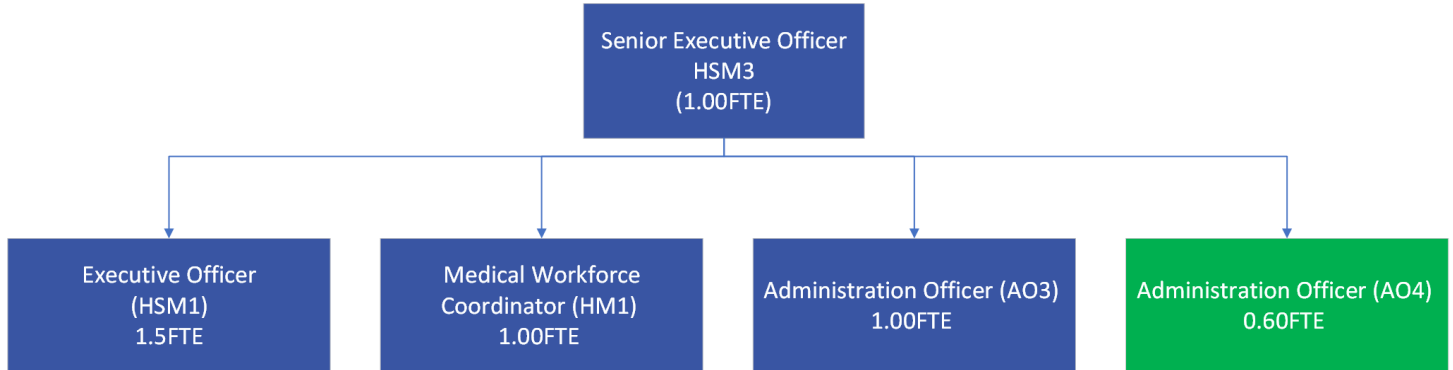 Senior Executive Officer
HSM3
(1.00FTE)
Executive Officer
(HSM1)
1.5FTE
Medical Workforce
Coordinator (HM1)
1.00FTE
Administration Officer (AO3)
1.00FTE
Administration Officer (AO4)
0.60FTE